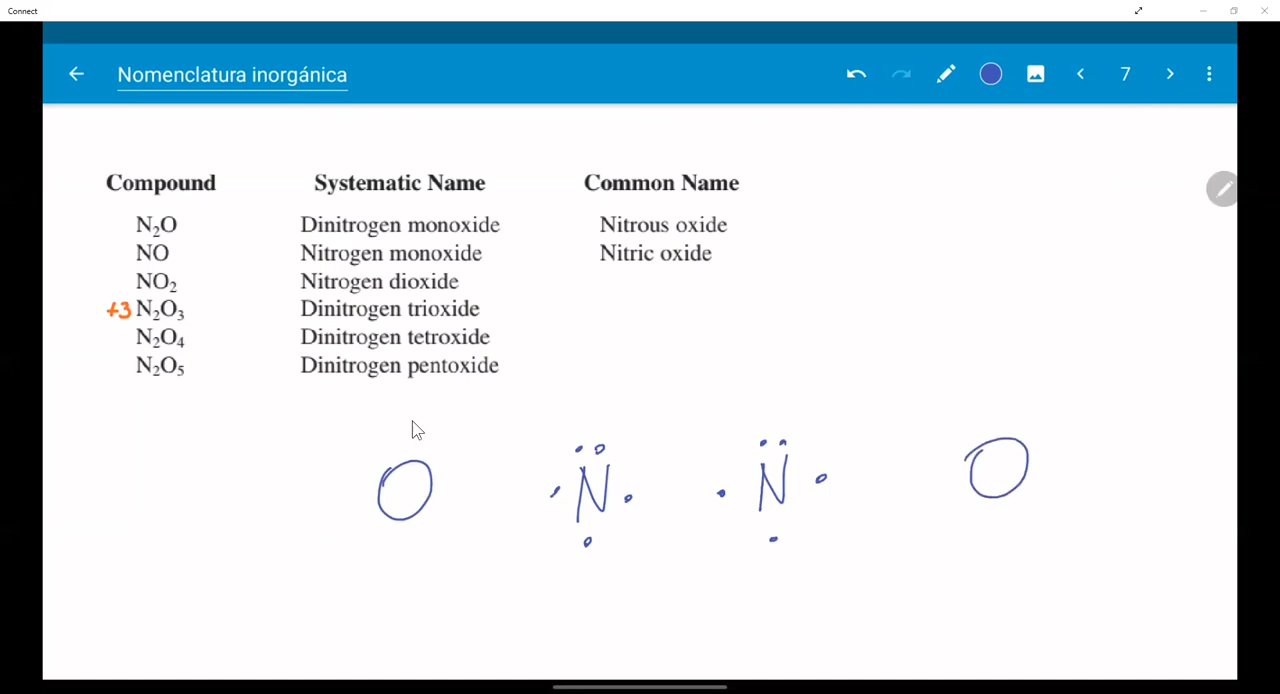 Connect
Nomenclatura inorgánica
7
Compound Systematic Name Common Name
N₂O Dinitrogen monoxide Nitrous oxide
NO Nitrogen monoxide Nitric oxide
NO₂ Nitrogen dioxide
+3 N₂O₃ Dinitrogen trioxide
N₂O₄ Dinitrogen tetroxide
N₂O₅ Dinitrogen pentoxide
O N N O